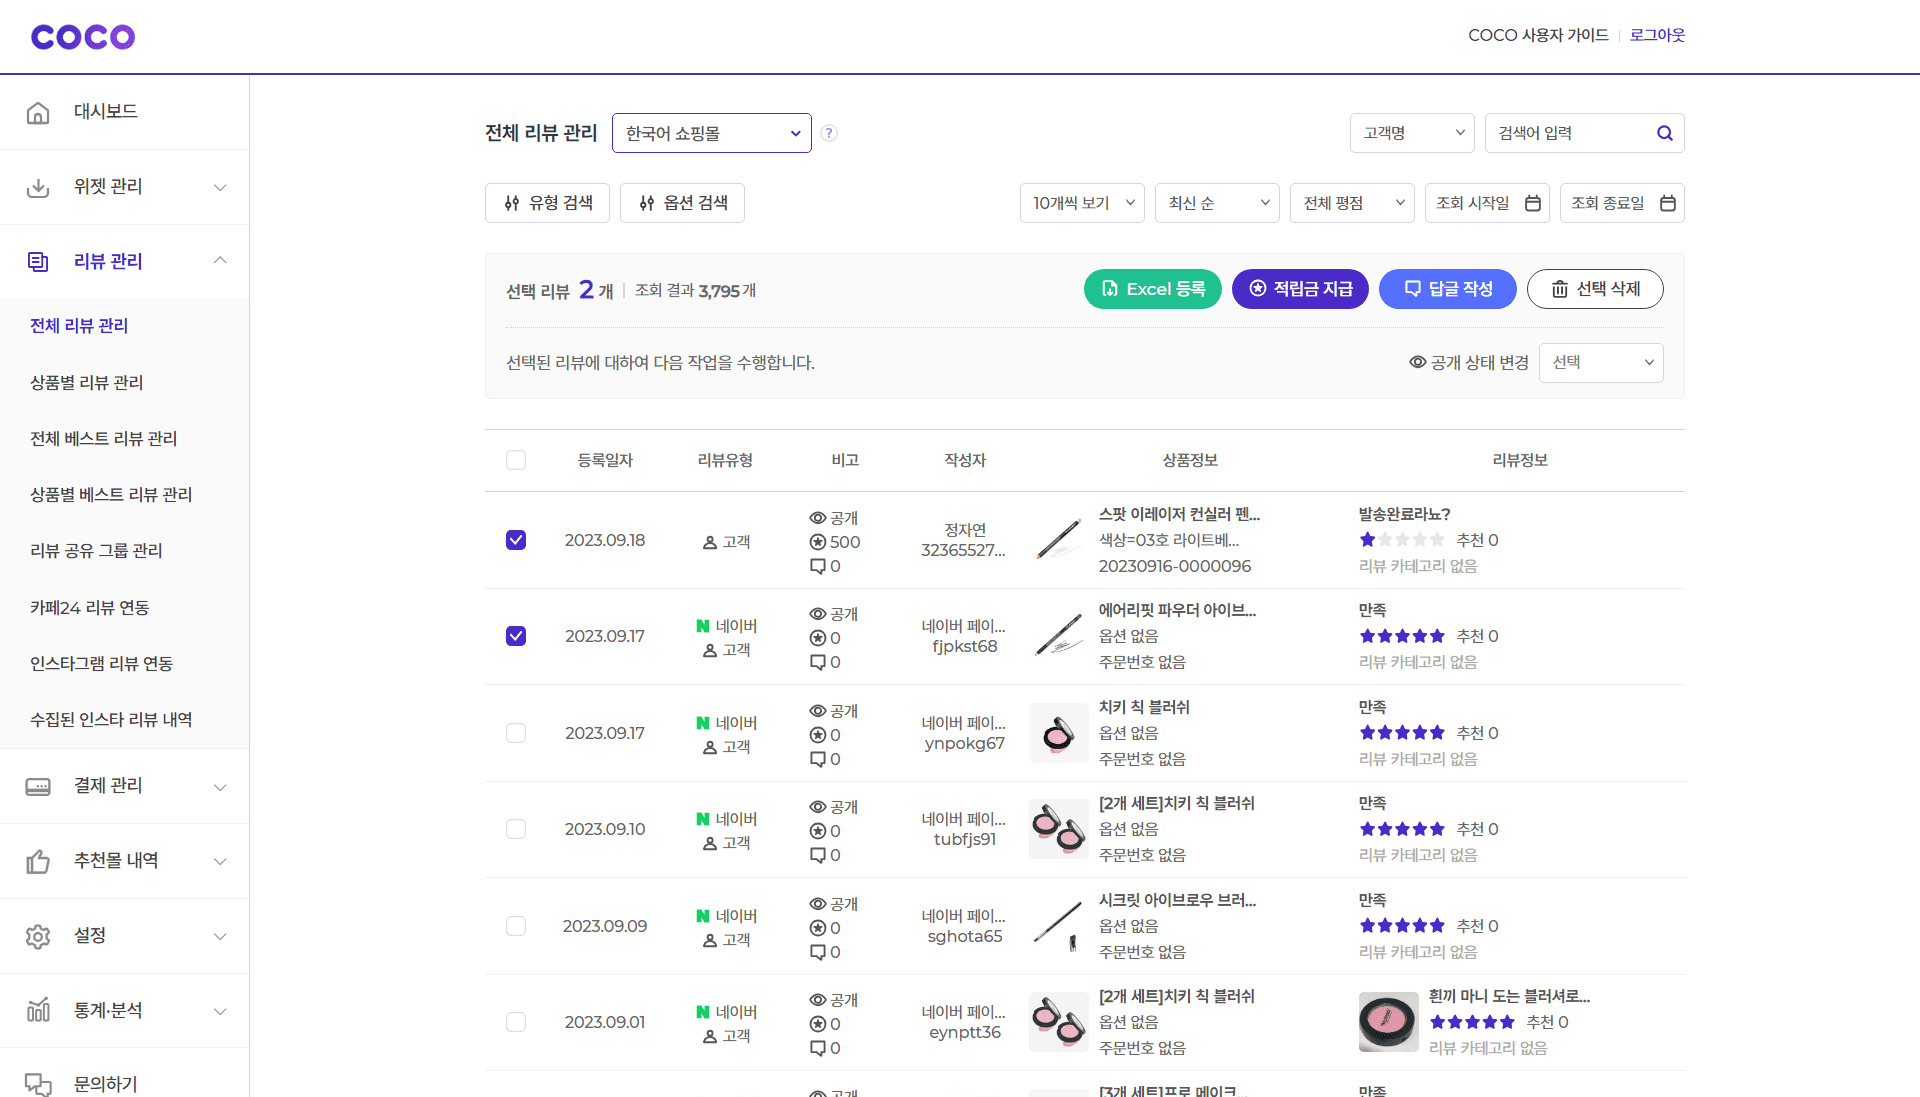 COCO
COCO 사용자 가이드
로그아웃
대시보드
위젯 관리
리뷰 관리
전체 리뷰 관리
상품별 리뷰 관리
전체 베스트 리뷰 관리
상품별 베스트 리뷰 관리
리뷰 공유 그룹 관리
카페24 리뷰 연동
인스타그램 리뷰 연동
수집된 인스타 리뷰 내역
결제 관리
추천몰 내역
설정
통계·분석
문의하기
전체 리뷰 관리
한국어 쇼핑몰
?
고객명
검색어 입력
유형 검색
옵션 검색
10개씩 보기
최신 순
전체 평점
조회 시작일
조회 종료일
선택 리뷰 2 개
조회 결과 3,795 개
Excel 등록
적립금 지급
답글 작성
선택 삭제
선택된 리뷰에 대하여 다음 작업을 수행합니다.
공개 상태 변경
선택
등록일자 리뷰유형 비고 작성자 상품정보 리뷰정보
2023.09.18
고객
공개
500
0
정자연
32365527...
스팟 이레이저 컨실러 펜...
색상=03호 라이트베...
20230916-0000096
발송완료라뇨?
추천 0
리뷰 카테고리 없음
2023.09.17
N 네이버
고객
공개
0
0
네이버 페이...
fjpkst68
에어리핏 파우더 아이브...
옵션 없음
주문번호 없음
만족
추천 0
리뷰 카테고리 없음
2023.09.17
N 네이버
고객
공개
0
0
네이버 페이...
ynpokg67
치키 칙 블러쉬
옵션 없음
주문번호 없음
만족
추천 0
리뷰 카테고리 없음
2023.09.10
N 네이버
고객
공개
0
0
네이버 페이...
tubfjs91
[2개 세트]치키 칙 블러쉬
옵션 없음
주문번호 없음
만족
추천 0
리뷰 카테고리 없음
2023.09.09
N 네이버
고객
공개
0
0
네이버 페이...
sghota65
시크릿 아이브로우 브러...
옵션 없음
주문번호 없음
만족
추천 0
리뷰 카테고리 없음
2023.09.01
N 네이버
고객
공개
0
0
네이버 페이...
eynptt36
[2개 세트]치키 칙 블러쉬
옵션 없음
주문번호 없음
흰끼 마니 도는 블러셔로...
추천 0
리뷰 카테고리 없음
공개
[3개 세트]프로 메이크...
만족